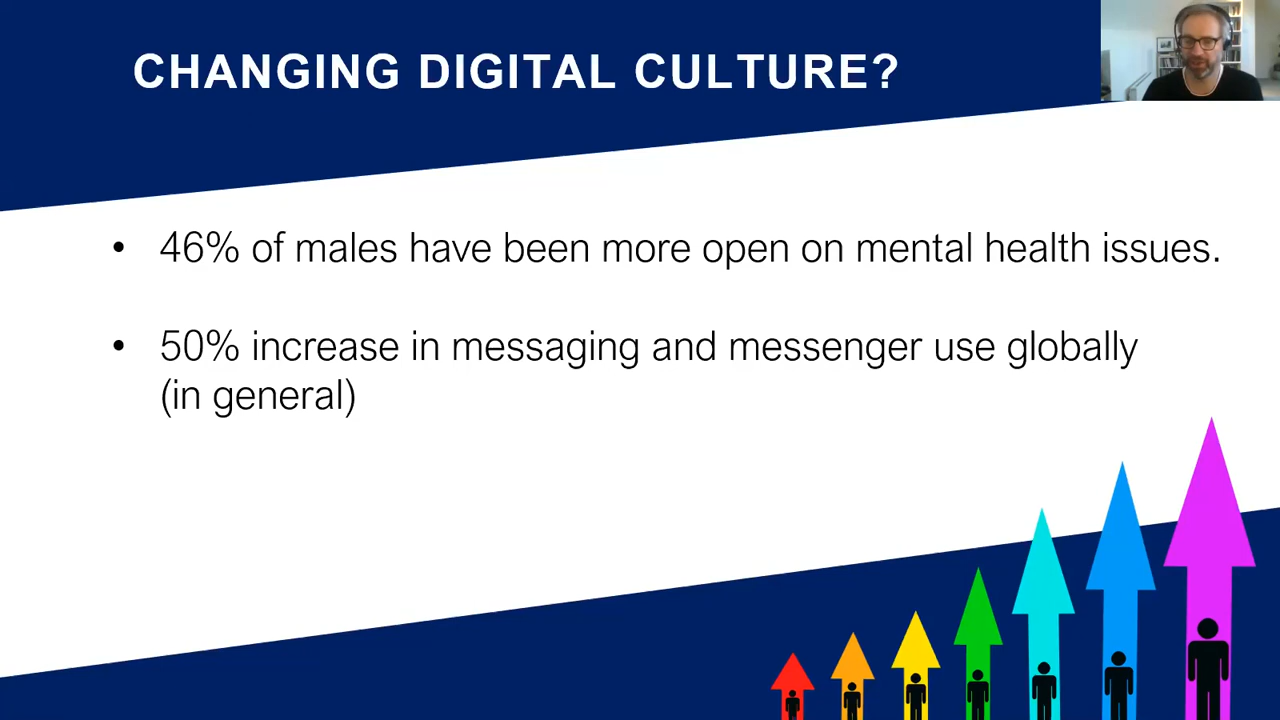 CHANGING DIGITAL CULTURE?
• 46% of males have been more open on mental health issues.
• 50% increase in messaging and messenger use globally
(in general)